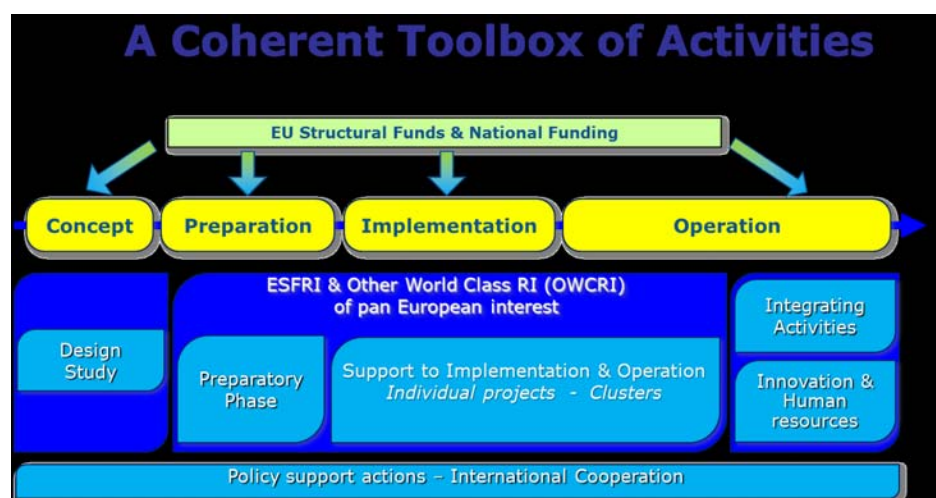 A Coherent Toolbox of Activities
EU Structural Funds & National Funding
Concept
Preparation
Implementation
Operation
ESFRI & Other World Class RI (OWCRI)
of pan European interest
Design
Study
Preparatory
Phase
Support to Implementation & Operation
Individual projects - Clusters
Integrating
Activities
Innovation &
Human
resources
Policy support actions – International Cooperation